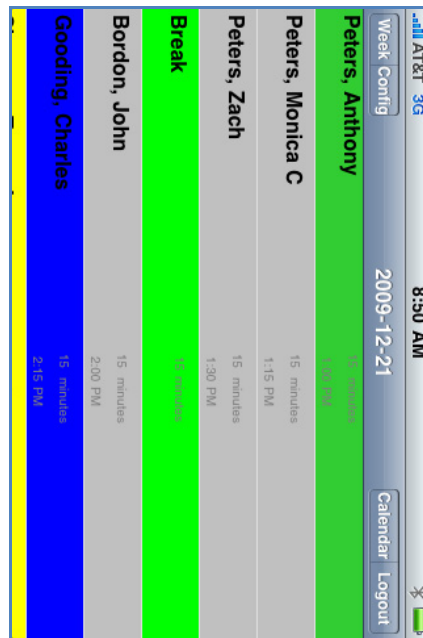 AT&T 3G 8:50 AM
Week Config 2009-12-21 Calendar Logout
Peters, Anthony 15 minutes
1:00 PM
Peters, Monica C 15 minutes
1:15 PM
Peters, Zach 15 minutes
1:30 PM
Break 15 minutes
Bordon, John 15 minutes
2:00 PM
Gooding, Charles 15 minutes
2:15 PM